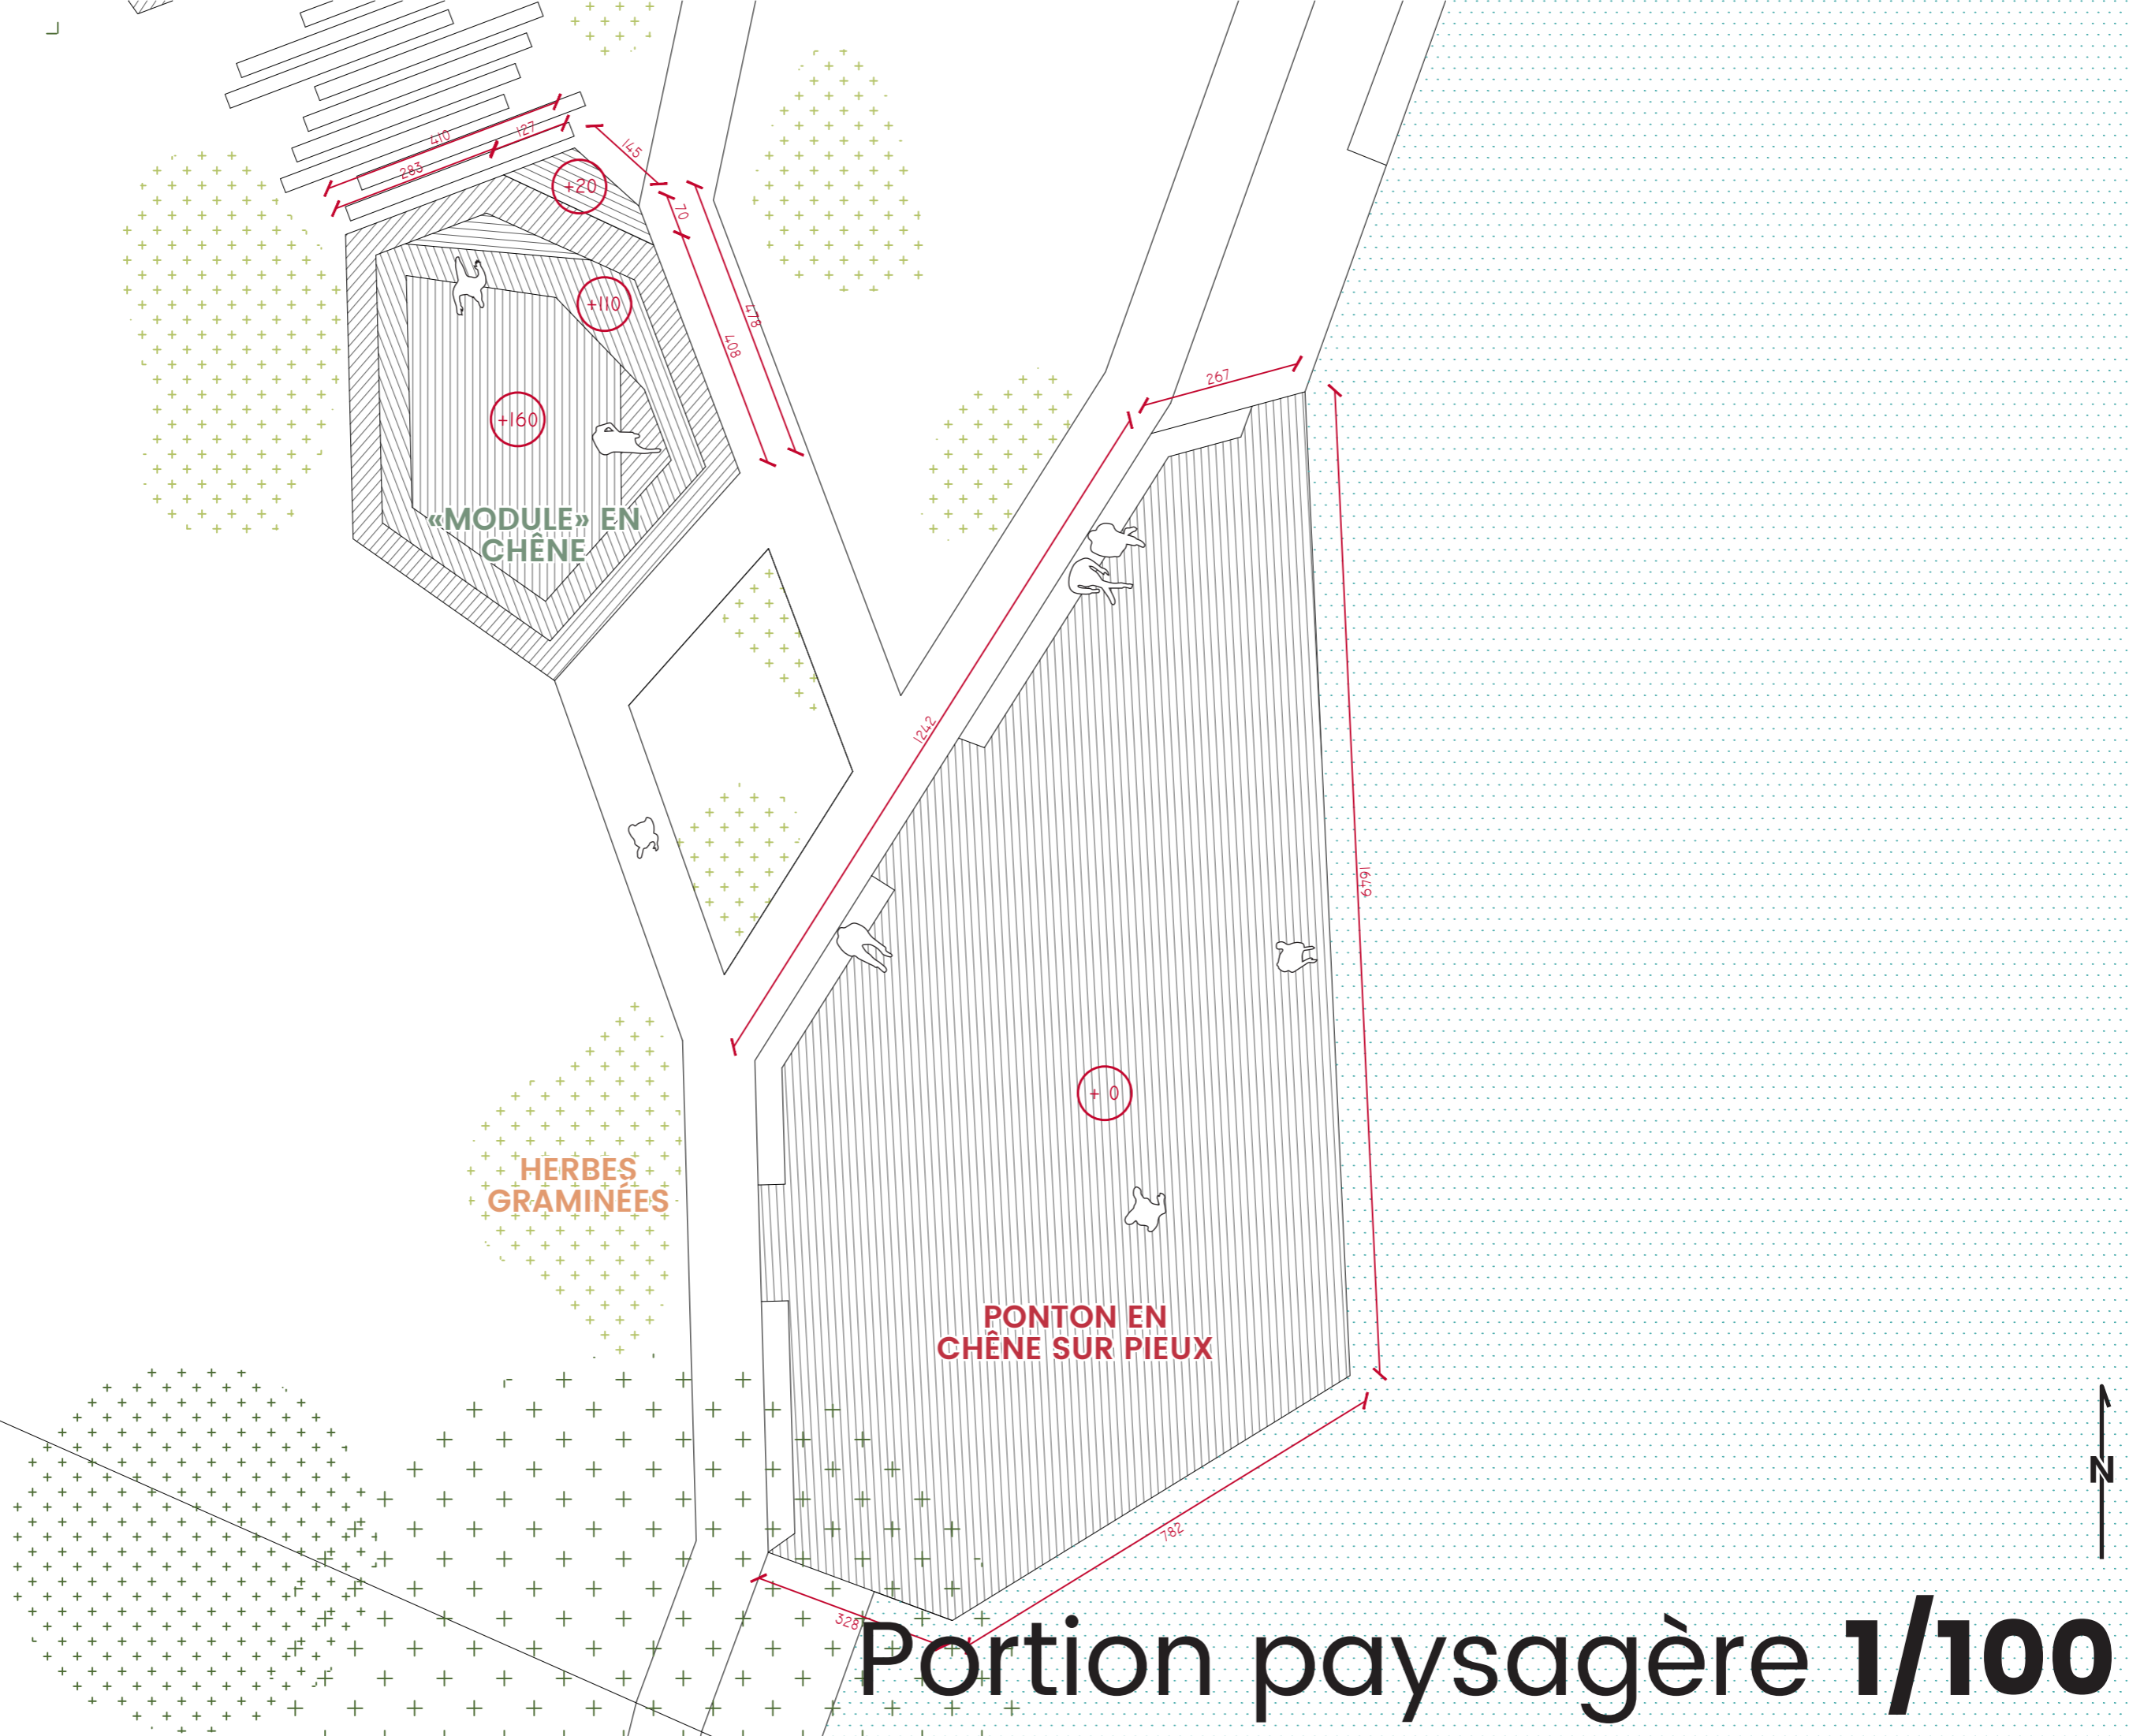 410
127
283
+20
145
70
478
408
+110
+160
«MODULE» EN
CHÊNE
267
1242
1649
+ 0
HERBES
GRAMINÉES
PONTON EN
CHÊNE SUR PIEUX
N
782
328
Portion paysagère 1/100